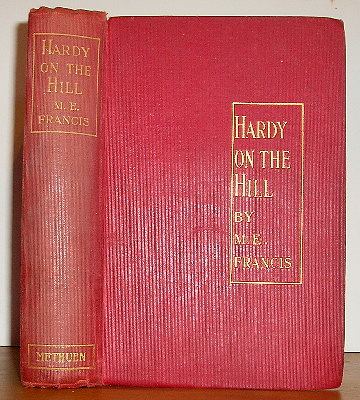 HARDY
ON THE
HILL
M. E.
FRANCIS
METHUEN
HARDY
ON THE
HILL
BY
M. E.
FRANCIS